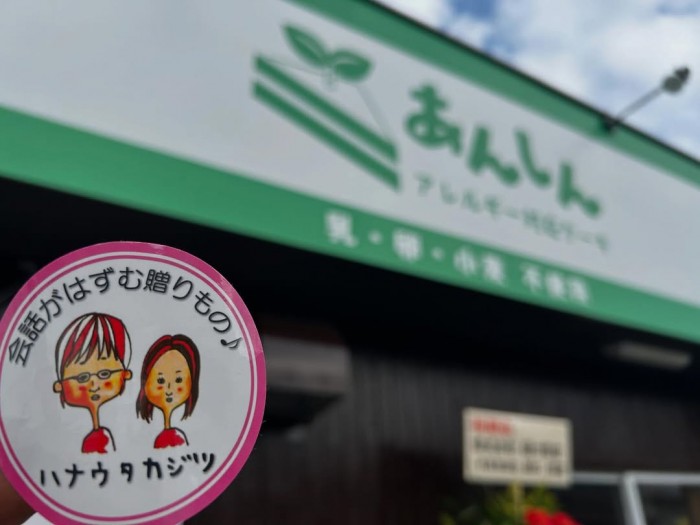 あんしん
アレルギー対応ケーキ
乳・卵・小麦 不使用
会話がはずむ贈りもの♪
ハナウタカジツ